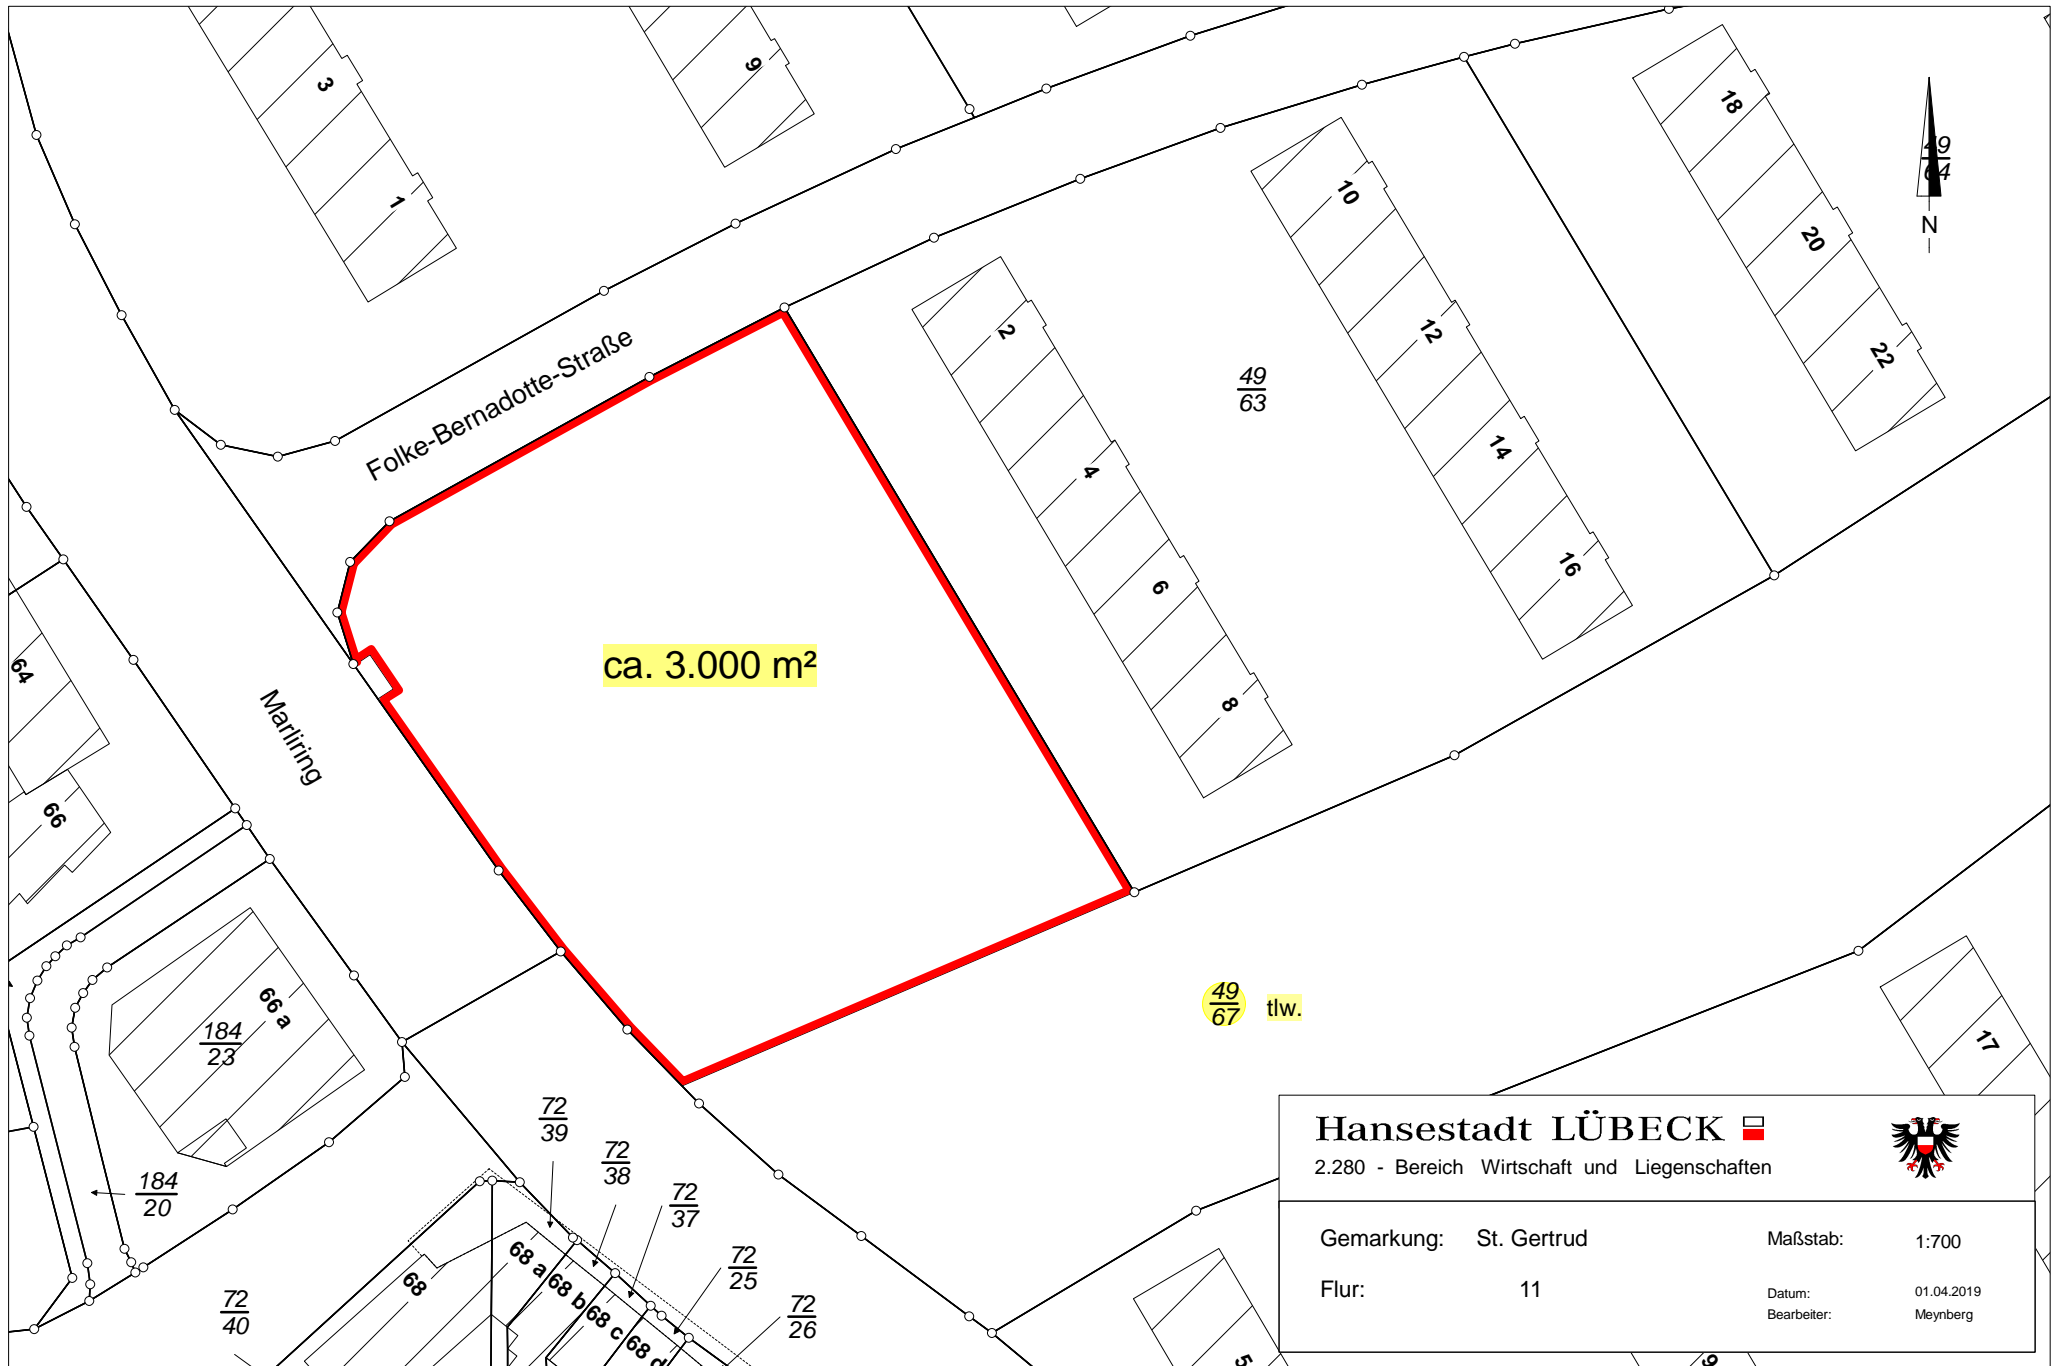 3
9
18
1
10
49
64
20
N
2
12
22
Folke-Bernadotte-Straße
49
63
4
14
6
16
ca. 3.000 m²
64
8
Marliring
66
66 a
184
23
49
67
tlw.
17
72
39
72
38
72
37
184
20
72
25
72
26
72
40
68
68 a
68 b
68 c
68 d
5
9
Hansestadt LÜBECK
2.280 - Bereich Wirtschaft und Liegenschaften
Gemarkung: St. Gertrud
Maßstab: 1:700
Flur: 11
Datum: 01.04.2019
Bearbeiter: Meynberg